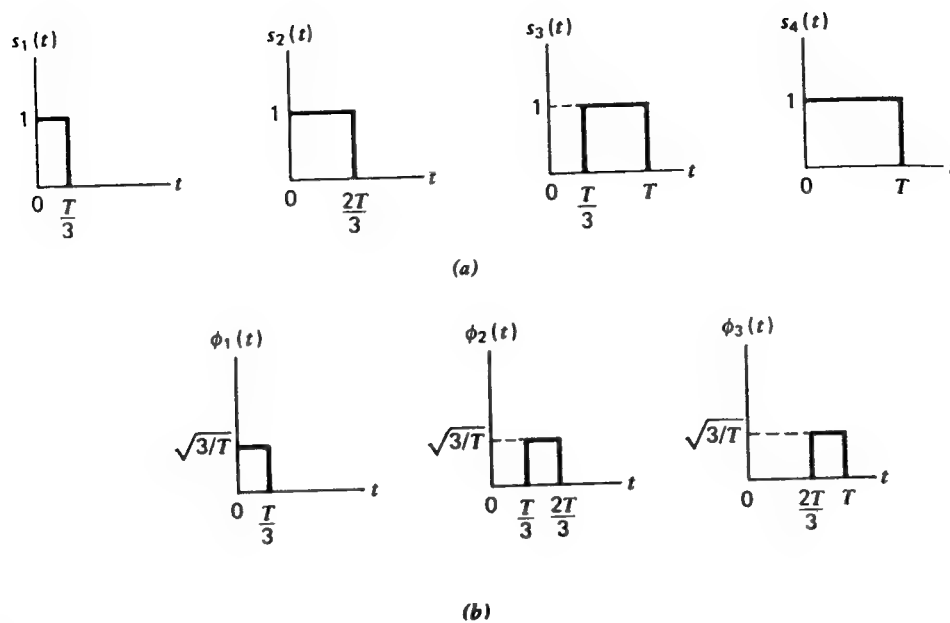 s₁(t) s₂(t) s₃(t) s₄(t)
1 1 1 1
t t t
0 T/3 0 2T/3 0 T/3 T 0 T
(a)
ϕ₁(t) ϕ₂(t) ϕ₃(t)
√3/T √3/T √3/T
t t t
0 T/3 0 T/3 2T/3 0 2T/3 T
(b)